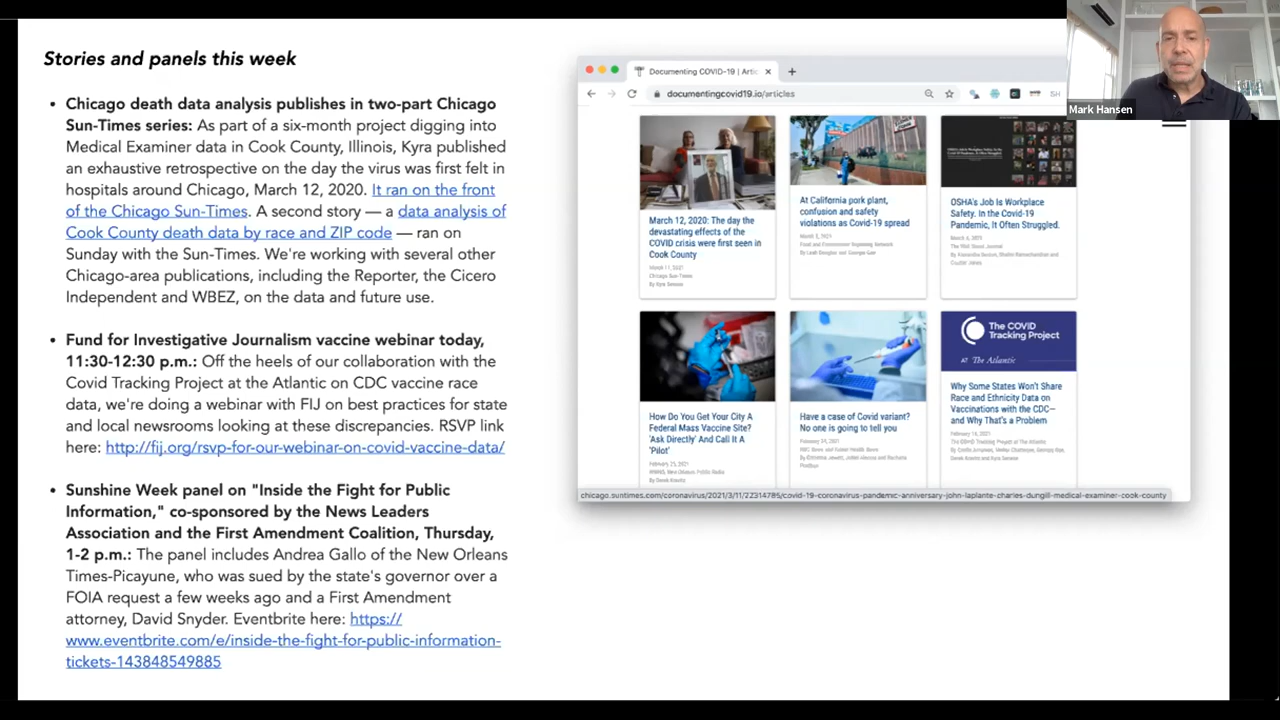 Stories and panels this week
• Chicago death data analysis publishes in two-part Chicago
Sun-Times series: As part of a six-month project digging into
Medical Examiner data in Cook County, Illinois, Kyra published
an exhaustive retrospective on the day the virus was first felt in
hospitals around Chicago, March 12, 2020. It ran on the front
of the Chicago Sun-Times. A second story — a data analysis of
Cook County death data by race and ZIP code — ran on
Sunday with the Sun-Times. We're working with several other
Chicago-area publications, including the Reporter, the Cicero
Independent and WBEZ, on the data and future use.
• Fund for Investigative Journalism vaccine webinar today,
11:30-12:30 p.m.: Off the heels of our collaboration with the
Covid Tracking Project at the Atlantic on CDC vaccine race
data, we're doing a webinar with FIJ on best practices for state
and local newsrooms looking at these discrepancies. RSVP link
here: http://fij.org/rsvp-for-our-webinar-on-covid-vaccine-data/
• Sunshine Week panel on "Inside the Fight for Public
Information," co-sponsored by the News Leaders
Association and the First Amendment Coalition, Thursday,
1-2 p.m.: The panel includes Andrea Gallo of the New Orleans
Times-Picayune, who was sued by the state's governor over a
FOIA request a few weeks ago and a First Amendment
attorney, David Snyder. Eventbrite here: https://
www.eventbrite.com/e/inside-the-fight-for-public-information-
tickets-143848549885
Documenting COVID-19 | Artic
documentingcovid19.io/articles
March 12, 2020: The day the
devastating effects of the
COVID crisis were first seen in
Cook County
March 11, 2021
Chicago Sun-Times
At California pork plant,
confusion and safety
violations as Covid-19 spread
OSHA's Job Is Workplace
Safety. In the Covid-19
Pandemic, It Often Struggled.
How Do You Get Your City A
Federal Mass Vaccine Site?
'Ask Directly' And Call It A
'Pilot'
Have a case of Covid variant?
No one is going to tell you
The COVID
Tracking Project
AT The Atlantic
Why Some States Won't Share
Race and Ethnicity Data on
Vaccinations with the CDC—
and Why That's a Problem
Mark Hansen